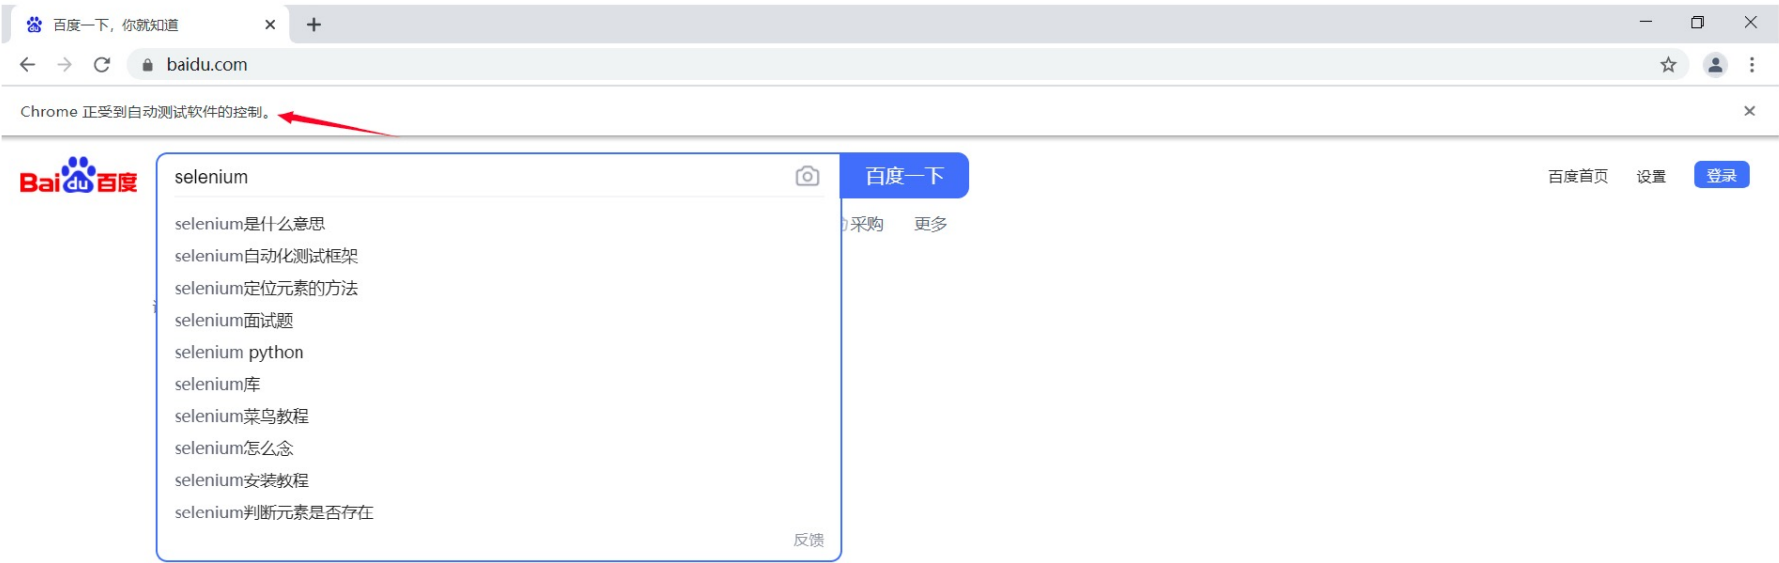 百度一下，你就知道
baidu.com
Chrome 正受到自动测试软件的控制。
Bai du 百度
selenium
百度一下
百度首页 设置 登录
selenium是什么意思
采购 更多
selenium自动化测试框架
selenium定位元素的方法
selenium面试题
selenium python
selenium库
selenium菜鸟教程
selenium怎么念
selenium安装教程
selenium判断元素是否存在
反馈